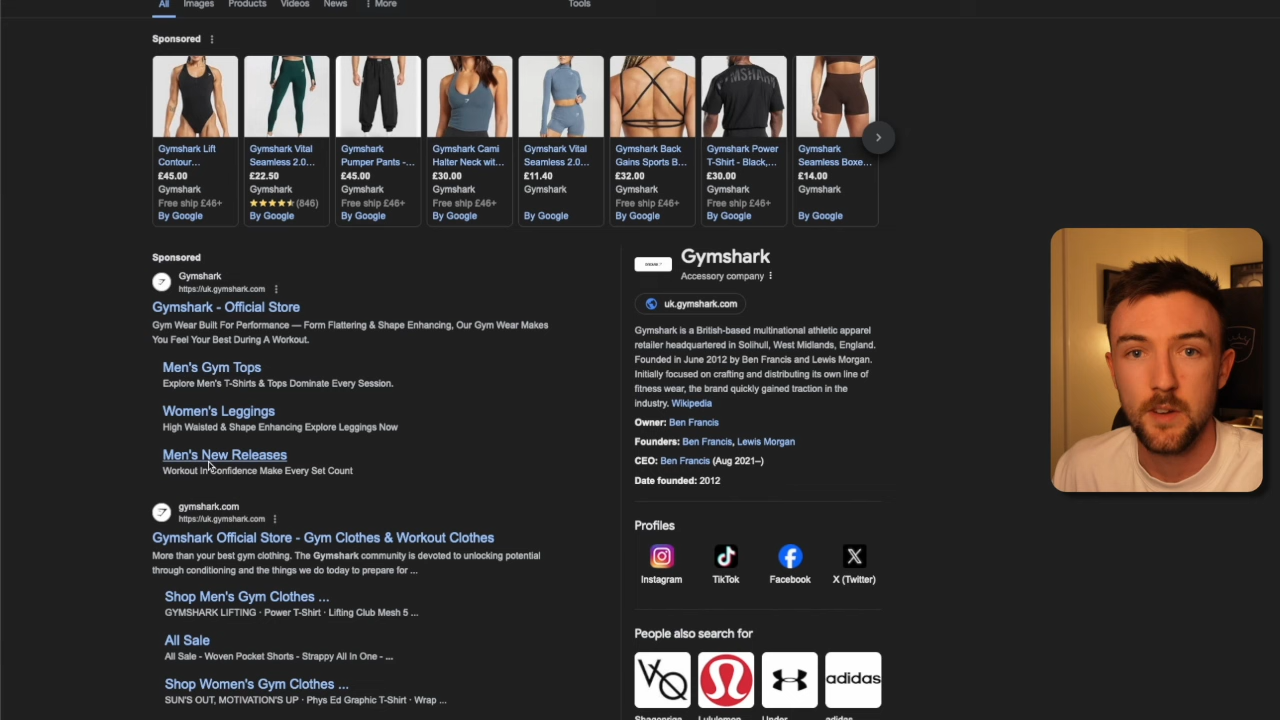 All Images Products Videos News More Tools
Sponsored
GYMSHARK
Gymshark Lift
Contour...
£45.00
Gymshark
Free ship £46+
By Google
Gymshark Vital
Seamless 2.0...
£22.50
Gymshark
(846)
By Google
Gymshark
Pumper Pants -...
£45.00
Gymshark
Free ship £46+
By Google
Gymshark Cami
Halter Neck wit...
£30.00
Gymshark
Free ship £46+
By Google
Gymshark Vital
Seamless 2.0...
£11.40
Gymshark
By Google
Gymshark Back
Gains Sports B...
£32.00
Gymshark
Free ship £46+
By Google
Gymshark Power
T-Shirt - Black,...
£30.00
Gymshark
Free ship £46+
By Google
Gymshark
Seamless Boxe...
£14.00
Gymshark
Free ship £46+
By Google
Sponsored
Gymshark
https://uk.gymshark.com
Gymshark - Official Store
Gym Wear Built For Performance — Form Flattering & Shape Enhancing, Our Gym Wear Makes
You Feel Your Best During A Workout.
Men's Gym Tops
Explore Men's T-Shirts & Tops Dominate Every Session.
Women's Leggings
High Waisted & Shape Enhancing Explore Leggings Now
Men's New Releases
Workout In Confidence Make Every Set Count
gymshark.com
https://uk.gymshark.com
Gymshark Official Store - Gym Clothes & Workout Clothes
More than your best gym clothing. The Gymshark community is devoted to unlocking potential
through conditioning and the things we do today to prepare for ...
Shop Men's Gym Clothes ...
GYMSHARK LIFTING · Power T-Shirt · Lifting Club Mesh 5 ...
All Sale
All Sale - Woven Pocket Shorts - Strappy All In One - ...
Shop Women's Gym Clothes ...
SUN'S OUT, MOTIVATION'S UP · Phys Ed Graphic T-Shirt · Wrap ...
Gymshark
Accessory company
uk.gymshark.com
Gymshark is a British-based multinational athletic apparel
retailer headquartered in Solihull, West Midlands, England.
Founded in June 2012 by Ben Francis and Lewis Morgan.
Initially focused on crafting and distributing its own line of
fitness wear, the brand quickly gained traction in the
industry. Wikipedia
Owner: Ben Francis
Founders: Ben Francis, Lewis Morgan
CEO: Ben Francis (Aug 2021–)
Date founded: 2012
Profiles
Instagram TikTok Facebook X (Twitter)
People also search for
adidas
Lululemon Under adidas